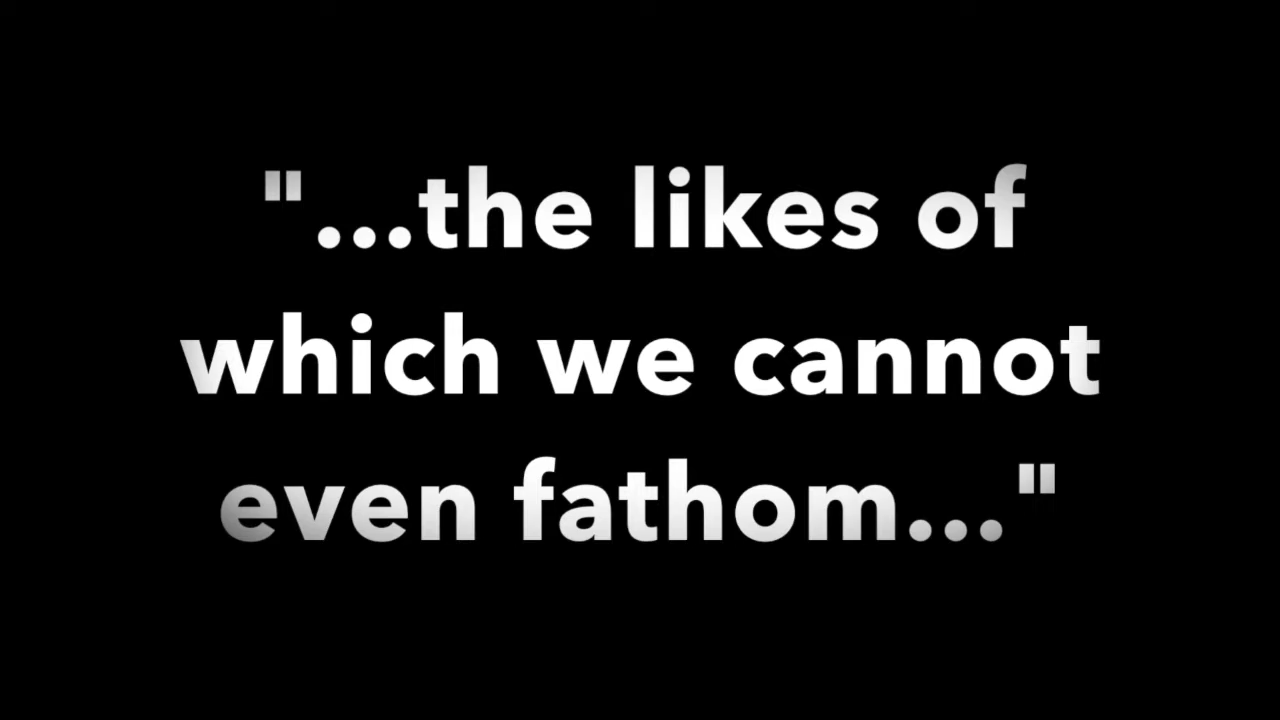 "...the likes of
which we cannot
even fathom..."